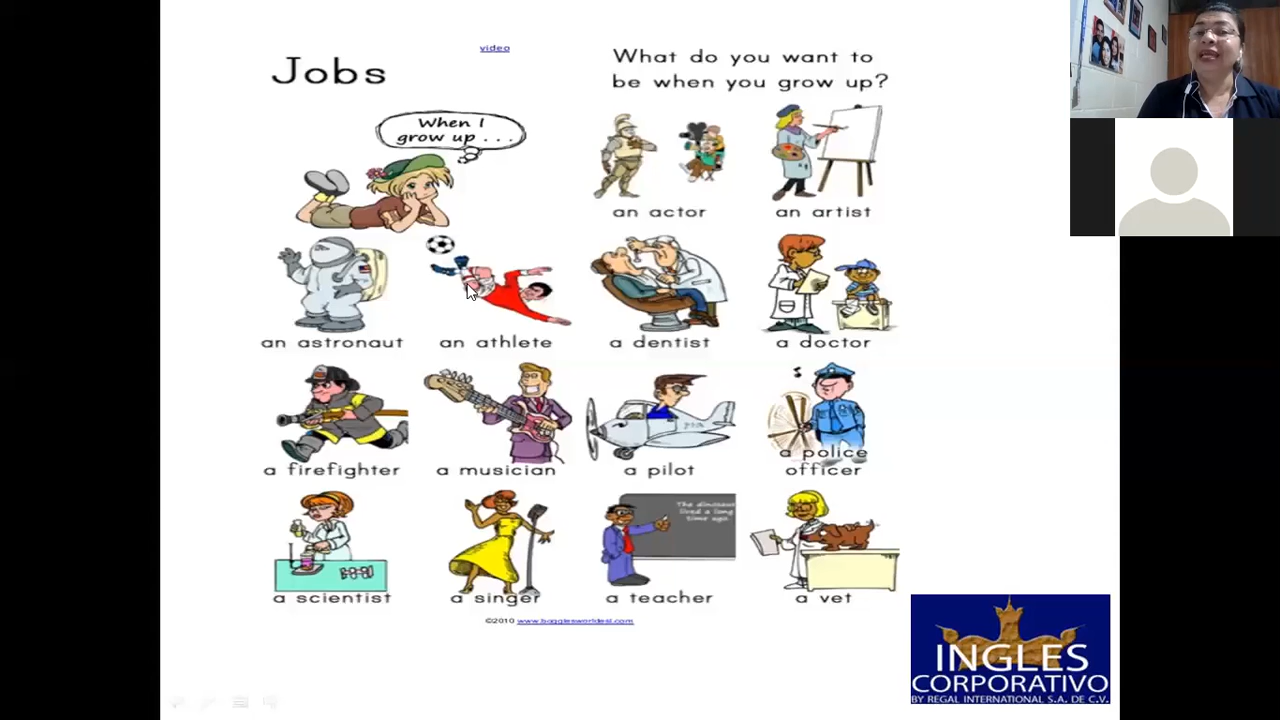 video
Jobs
What do you want to
be when you grow up?
When I
grow up . . .
an actor
an artist
an astronaut
an athlete
a dentist
a doctor
a firefighter
a musician
a pilot
a police
officer
The dinosaurs
lived a long
time ago.
a scientist
a singer
a teacher
a vet
©2010 www.bogglesworldesl.com
INGLES
CORPORATIVO
BY REGAL INTERNATIONAL S.A. DE C.V.